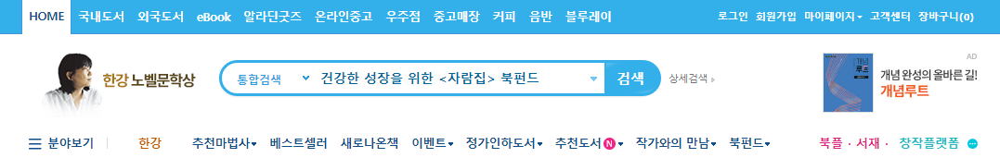 HOME 국내도서 외국도서 eBook 알라딘굿즈 온라인중고 우주점 중고매장 커피 음반 블루레이 로그인 회원가입 마이페이지 고객센터 장바구니(0)
한강 노벨문학상
통합검색 건강한 성장을 위한 <자람집> 북펀드 검색 상세검색
AD
개념
루트
개념 완성의 올바른 길!
개념루트
분야보기 한강 추천마법사 베스트셀러 새로나온책 이벤트 정가인하도서 추천도서 N 작가와의 만남 북펀드 북플 · 서재 · 창작플랫폼